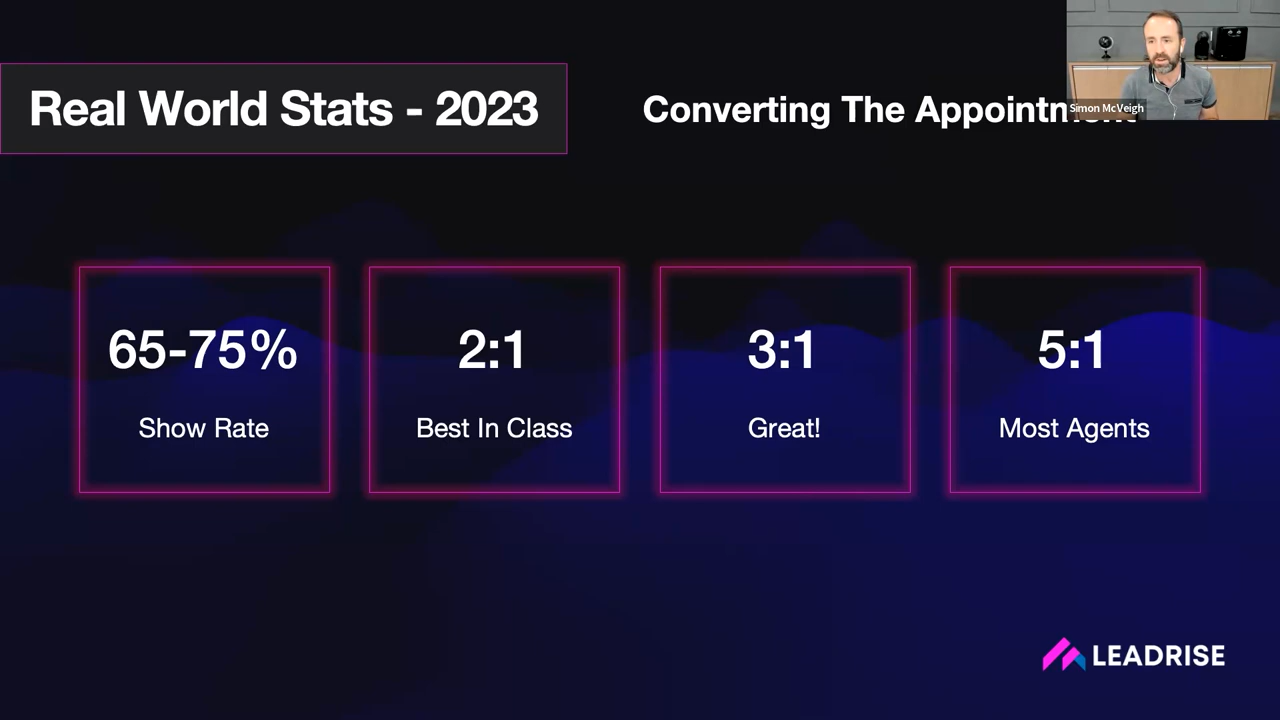 Real World Stats - 2023
Converting The Appointment
Simon McVeigh
65-75%
Show Rate
2:1
Best In Class
3:1
Great!
5:1
Most Agents
LEADRISE